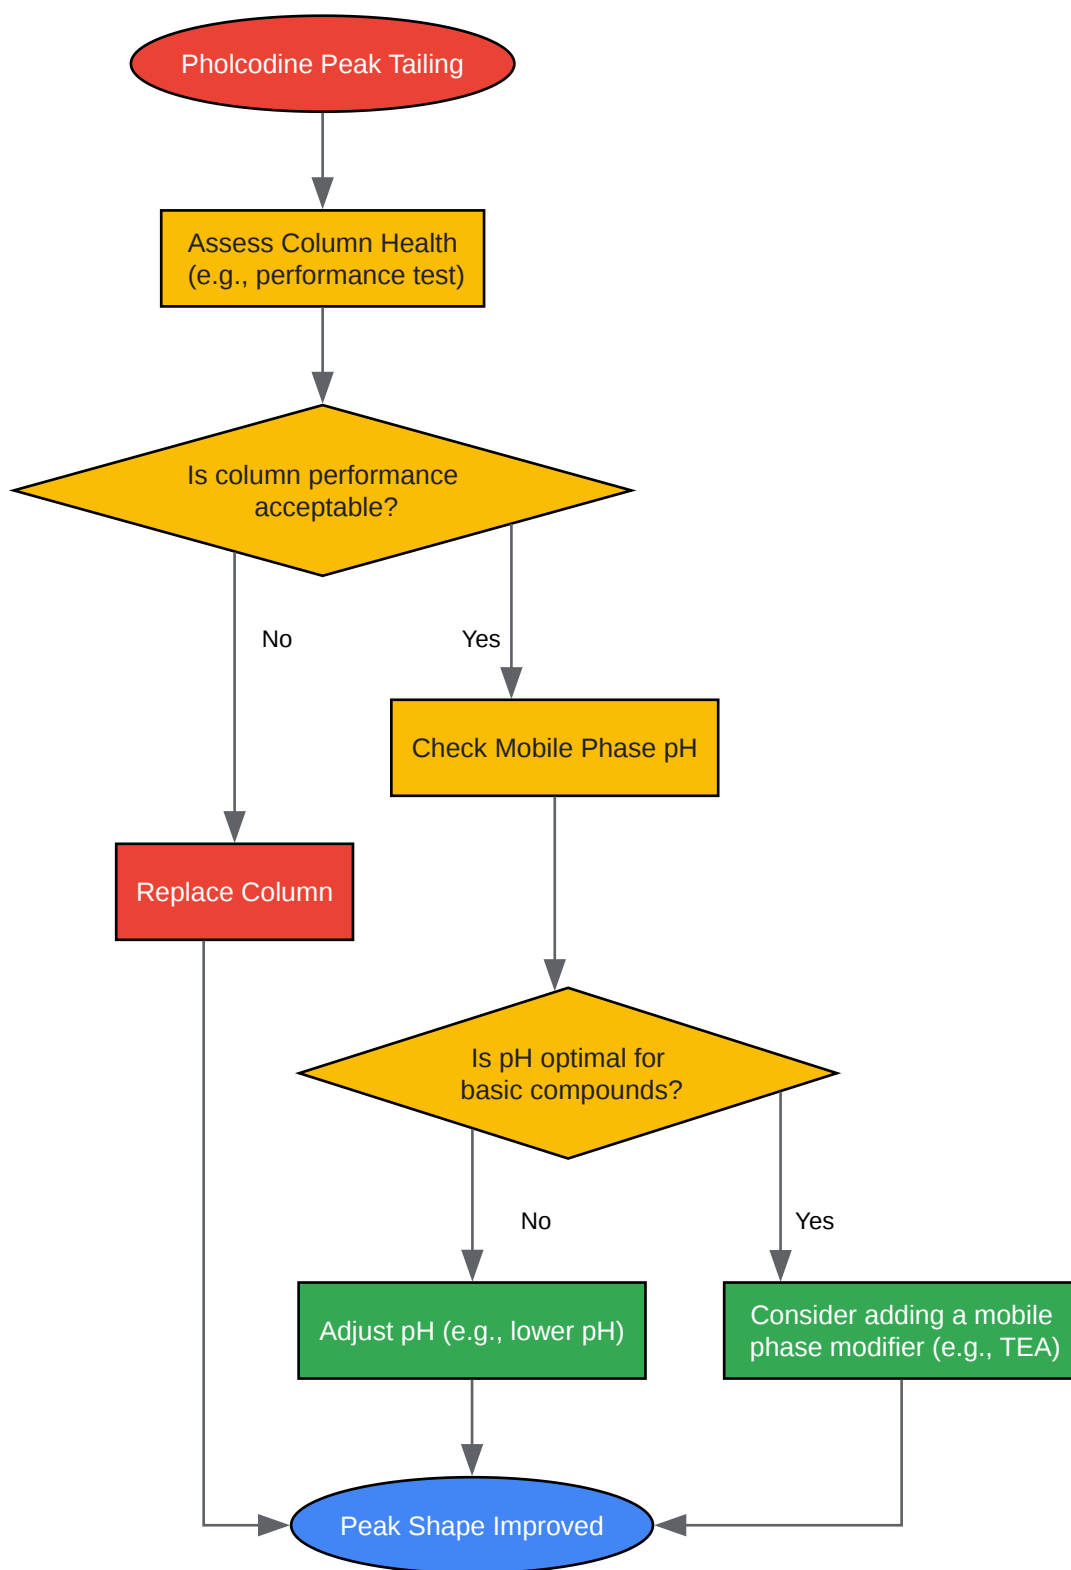 Pholcodine Peak Tailing
Assess Column Health
(e.g., performance test)
Is column performance
acceptable?
No
Yes
Check Mobile Phase pH
Replace Column
Is pH optimal for
basic compounds?
No
Yes
Adjust pH (e.g., lower pH)
Consider adding a mobile
phase modifier (e.g., TEA)
Peak Shape Improved